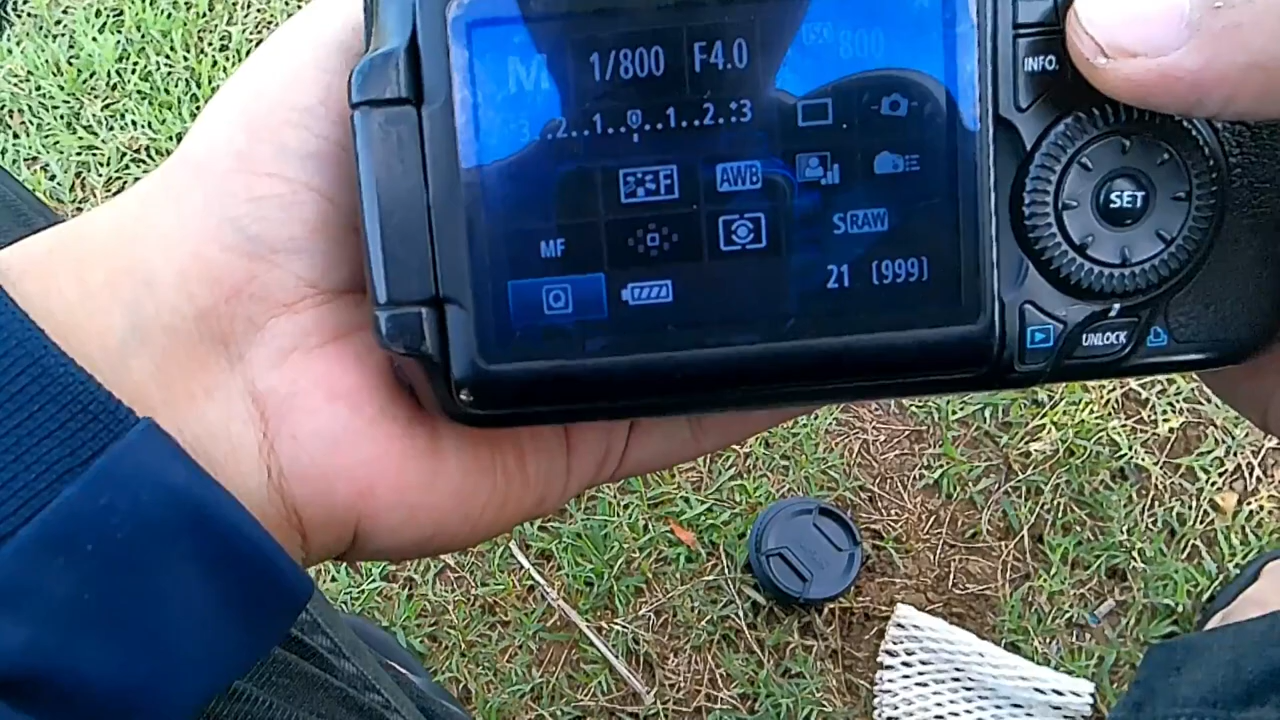 M 1/800 F4.0 ISO 800
INFO.
3..2..1..0..1..2.:3
F AWB
SET
MF SRAW
Q 21 [999]
UNLOCK